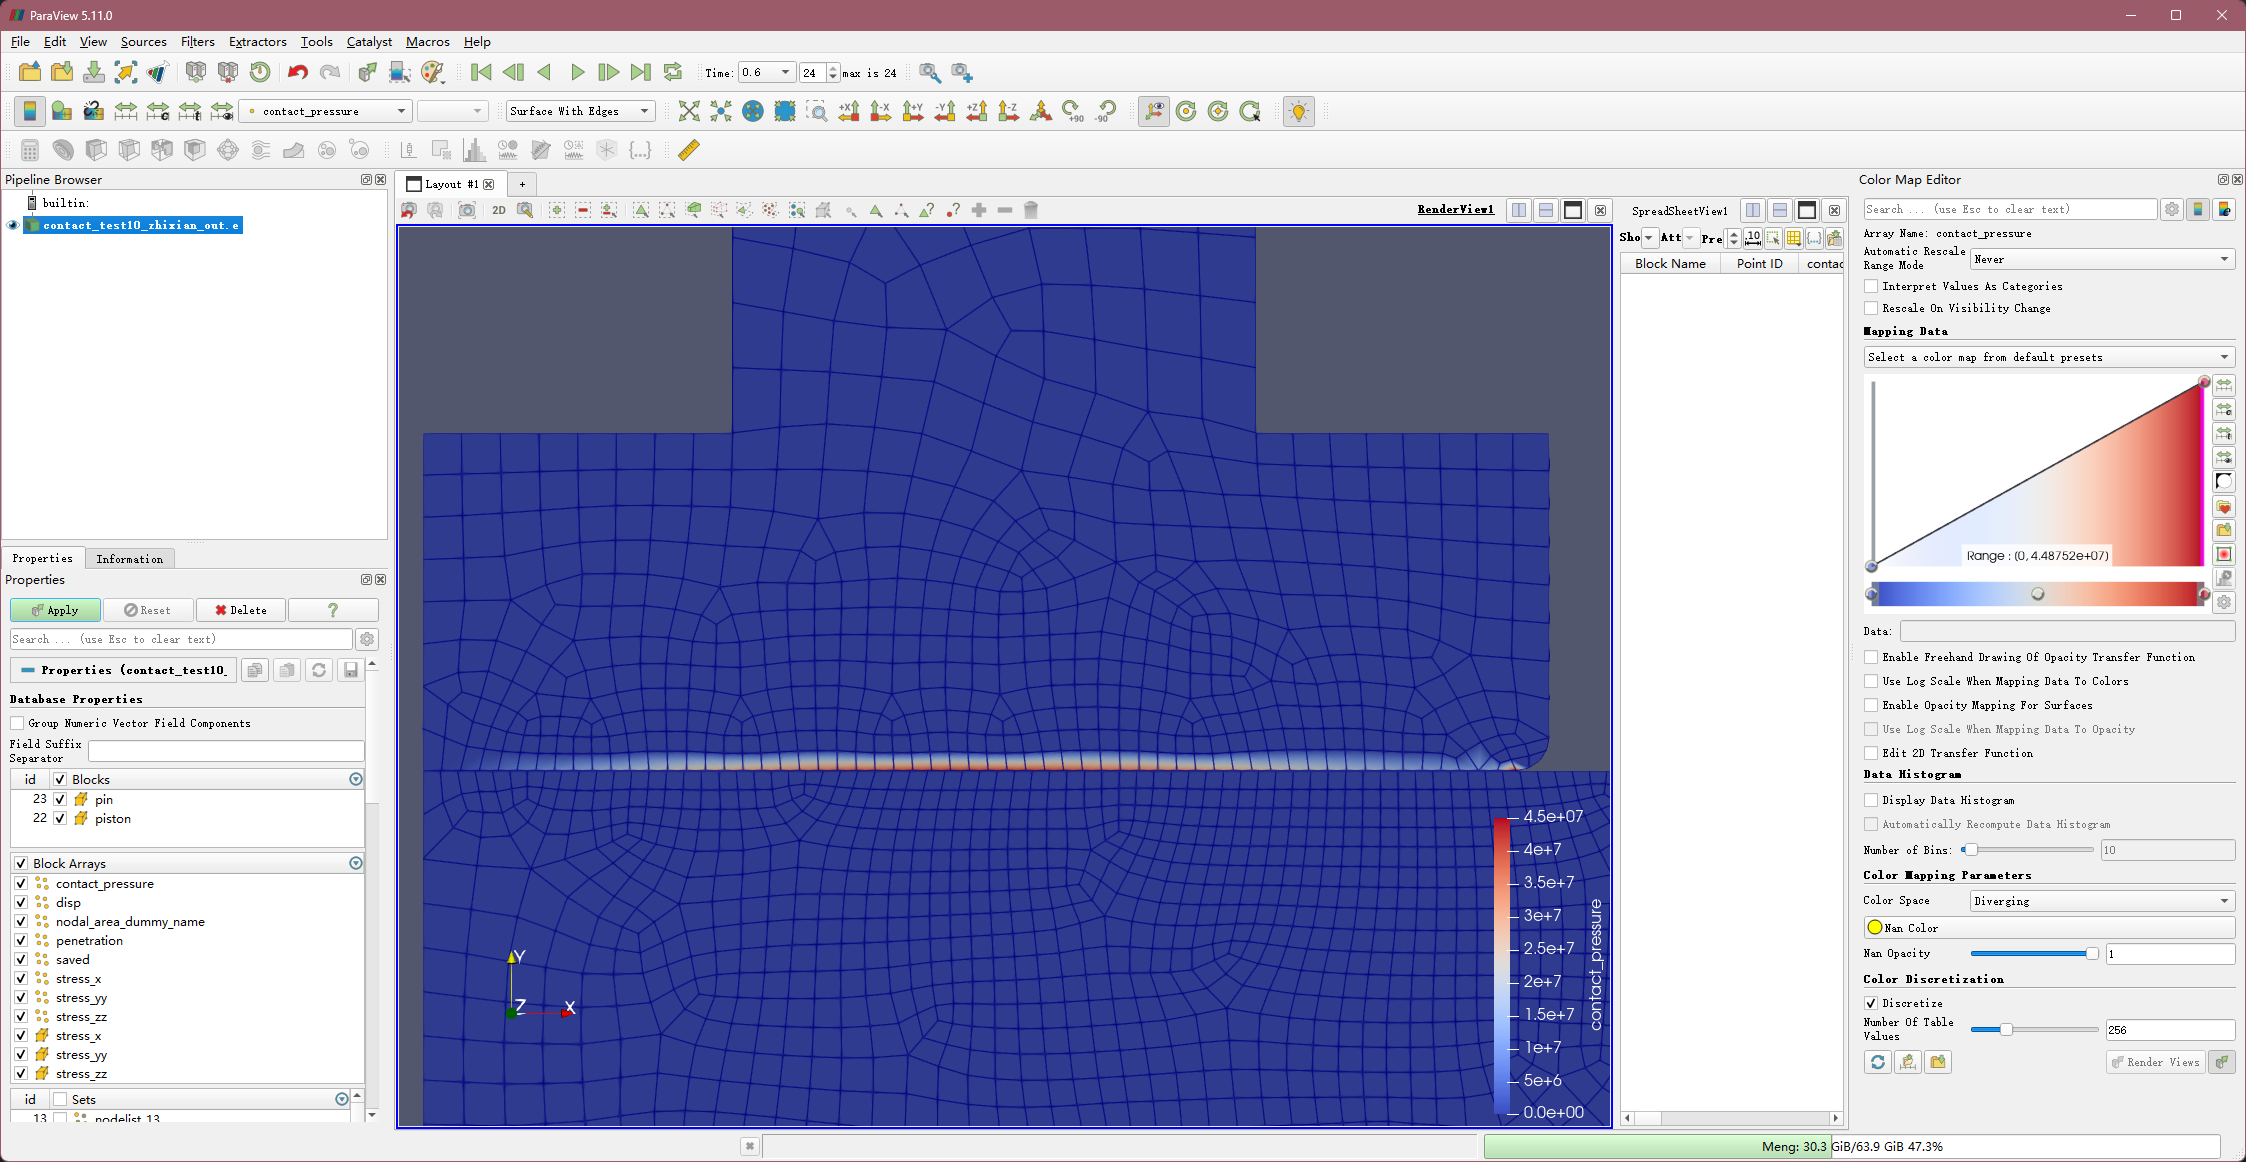 ParaView 5.11.0
File Edit View Sources Filters Extractors Tools Catalyst Macros Help
Time: 0.6 24 max is 24
contact_pressure Surface With Edges +X -X +Y -Y +Z -Z +90 -90
Pipeline Browser
builtin:
contact_test10_zhixian_out.e
Properties Information
Properties
Apply Reset Delete ?
Search ... (use Esc to clear text)
Properties (contact_test10_
Database Properties
Group Numeric Vector Field Components
Field Suffix
Separator
id Blocks
23 pin
22 piston
Block Arrays
contact_pressure
disp
nodal_area_dummy_name
penetration
saved
stress_x
stress_yy
stress_zz
stress_x
stress_yy
stress_zz
id Sets
13 nodelist_13
Layout #1 +
2D RenderView1
Y
Z X
4.5e+07
4e+7
3.5e+7
3e+7
2.5e+7
2e+7
1.5e+7
1e+7
5e+6
0.0e+00
contact_pressure
SpreadSheetView1
Sho Att Pre .10 {...}
Block Name Point ID contac
Color Map Editor
Search ... (use Esc to clear text)
Array Name: contact_pressure
Automatic Rescale
Range Mode Never
Interpret Values As Categories
Rescale On Visibility Change
Mapping Data
Select a color map from default presets
Range : (0, 4.48752e+07)
Data:
Enable Freehand Drawing Of Opacity Transfer Function
Use Log Scale When Mapping Data To Colors
Enable Opacity Mapping For Surfaces
Use Log Scale When Mapping Data To Opacity
Edit 2D Transfer Function
Data Histogram
Display Data Histogram
Automatically Recompute Data Histogram
Number of Bins: 10
Color Mapping Parameters
Color Space Diverging
Nan Color
Nan Opacity 1
Color Discretization
Discretize
Number Of Table
Values 256
Render Views
Meng: 30.3 GiB/63.9 GiB 47.3%